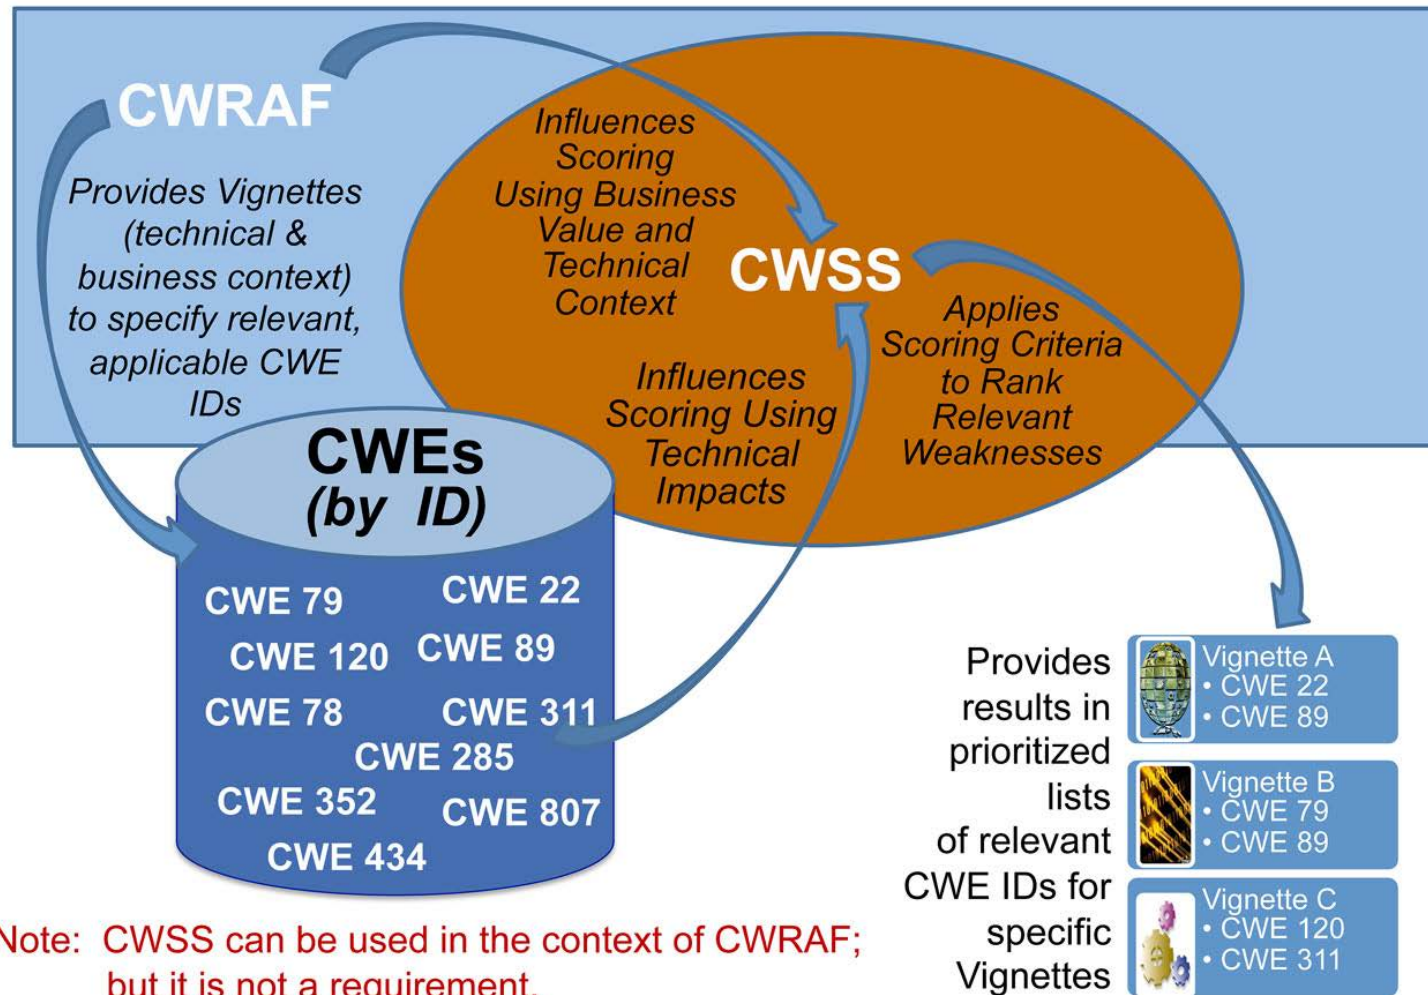 CWRAF
Provides Vignettes
(technical &
business context)
to specify relevant,
applicable CWE
IDs
Influences
Scoring
Using Business
Value and
Technical
Context
CWSS
Applies
Scoring Criteria
to Rank
Relevant
Weaknesses
Influences
Scoring Using
Technical
Impacts
CWEs
(by ID)
CWE 79
CWE 22
CWE 120
CWE 89
CWE 78
CWE 311
CWE 285
CWE 352
CWE 807
CWE 434
Provides
results in
prioritized
lists
of relevant
CWE IDs for
specific
Vignettes
Vignette A
• CWE 22
• CWE 89
Vignette B
• CWE 79
• CWE 89
Vignette C
• CWE 120
• CWE 311
Note: CWSS can be used in the context of CWRAF;
but it is not a requirement.